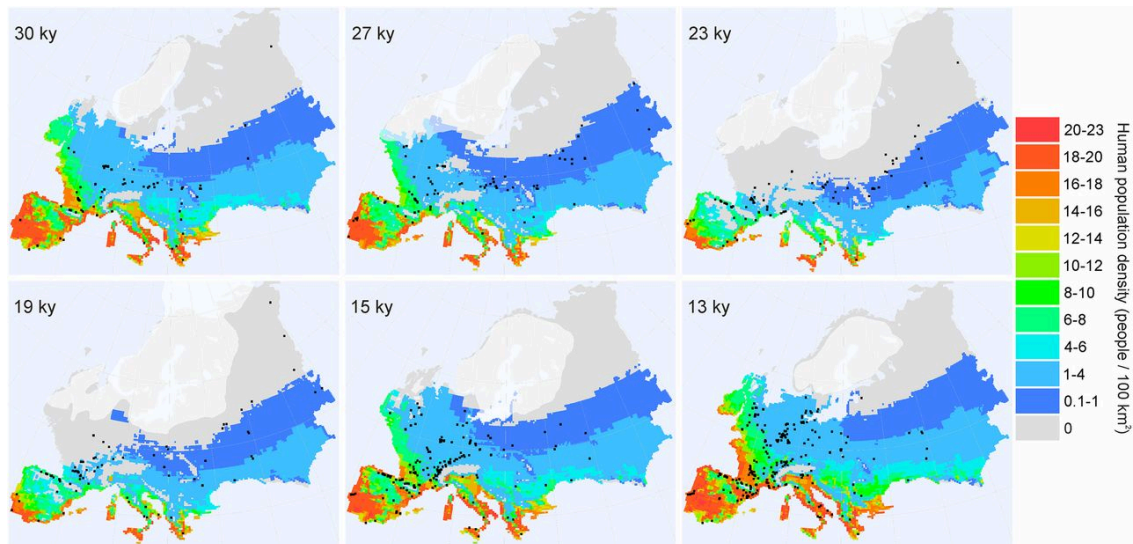 30 ky
27 ky
23 ky
19 ky
15 ky
13 ky
20-23
18-20
16-18
14-16
12-14
10-12
8-10
6-8
4-6
1-4
0.1-1
0
Human population density (people / 100 km²)